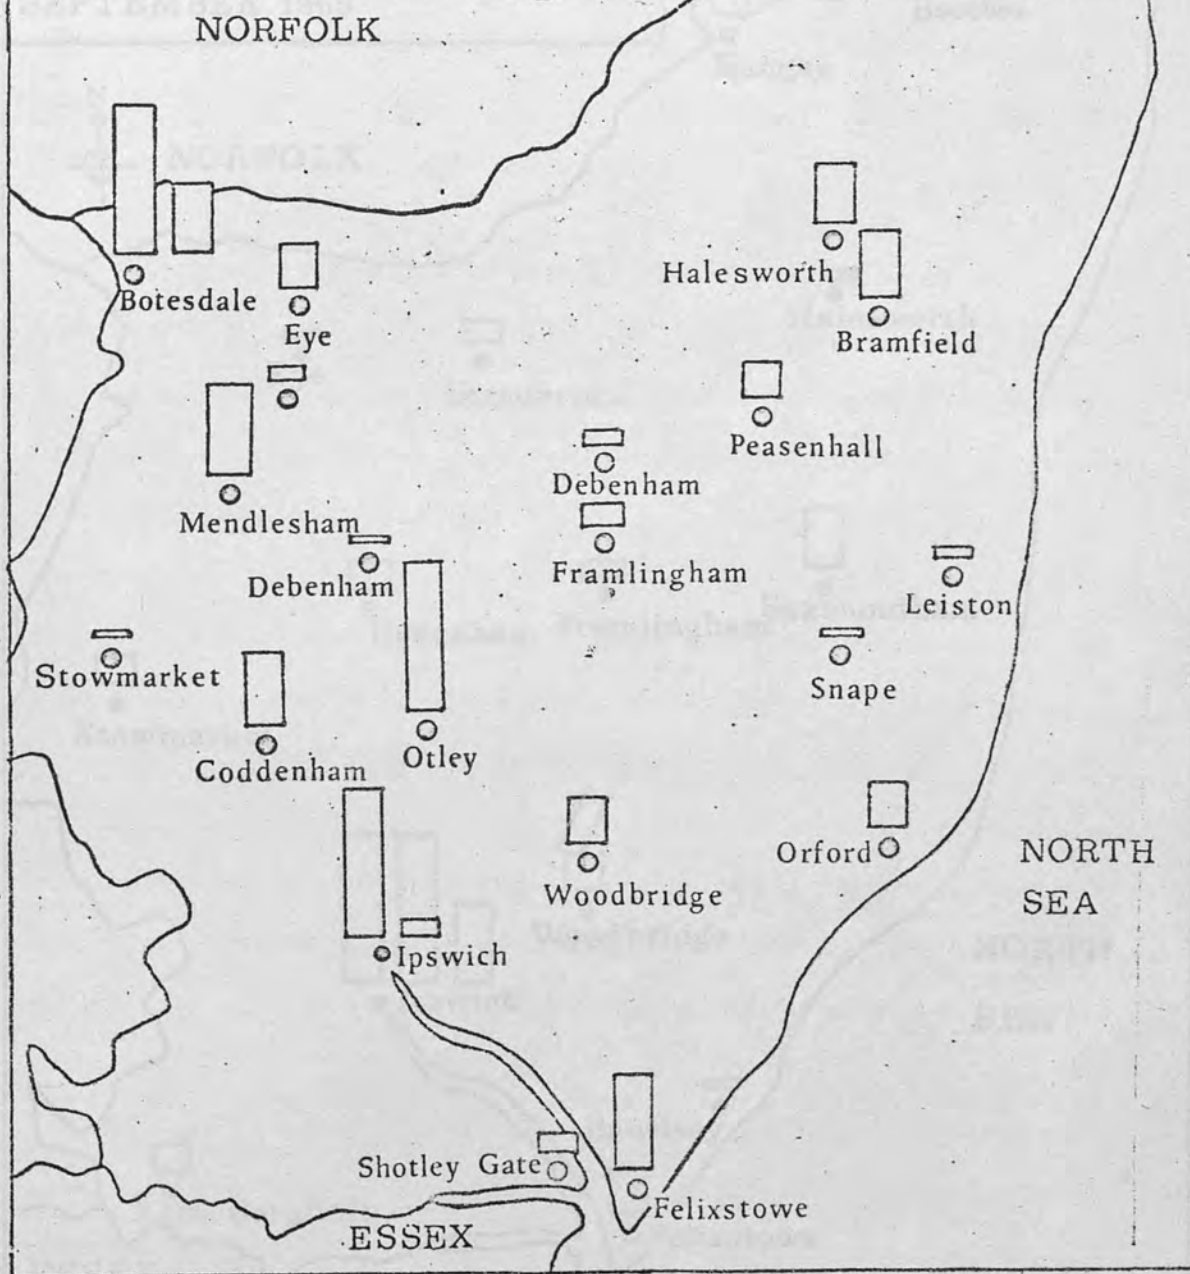 NORFOLK
Halesworth
Botesdale
Eye
Bramfield
Peasenhall
Debenham
Mendlesham
Debenham
Framlingham
Leiston
Stowmarket
Snape
Otley
Coddenham
Orford
NORTH
SEA
Woodbridge
Ipswich
Shotley Gate
Felixstowe
ESSEX